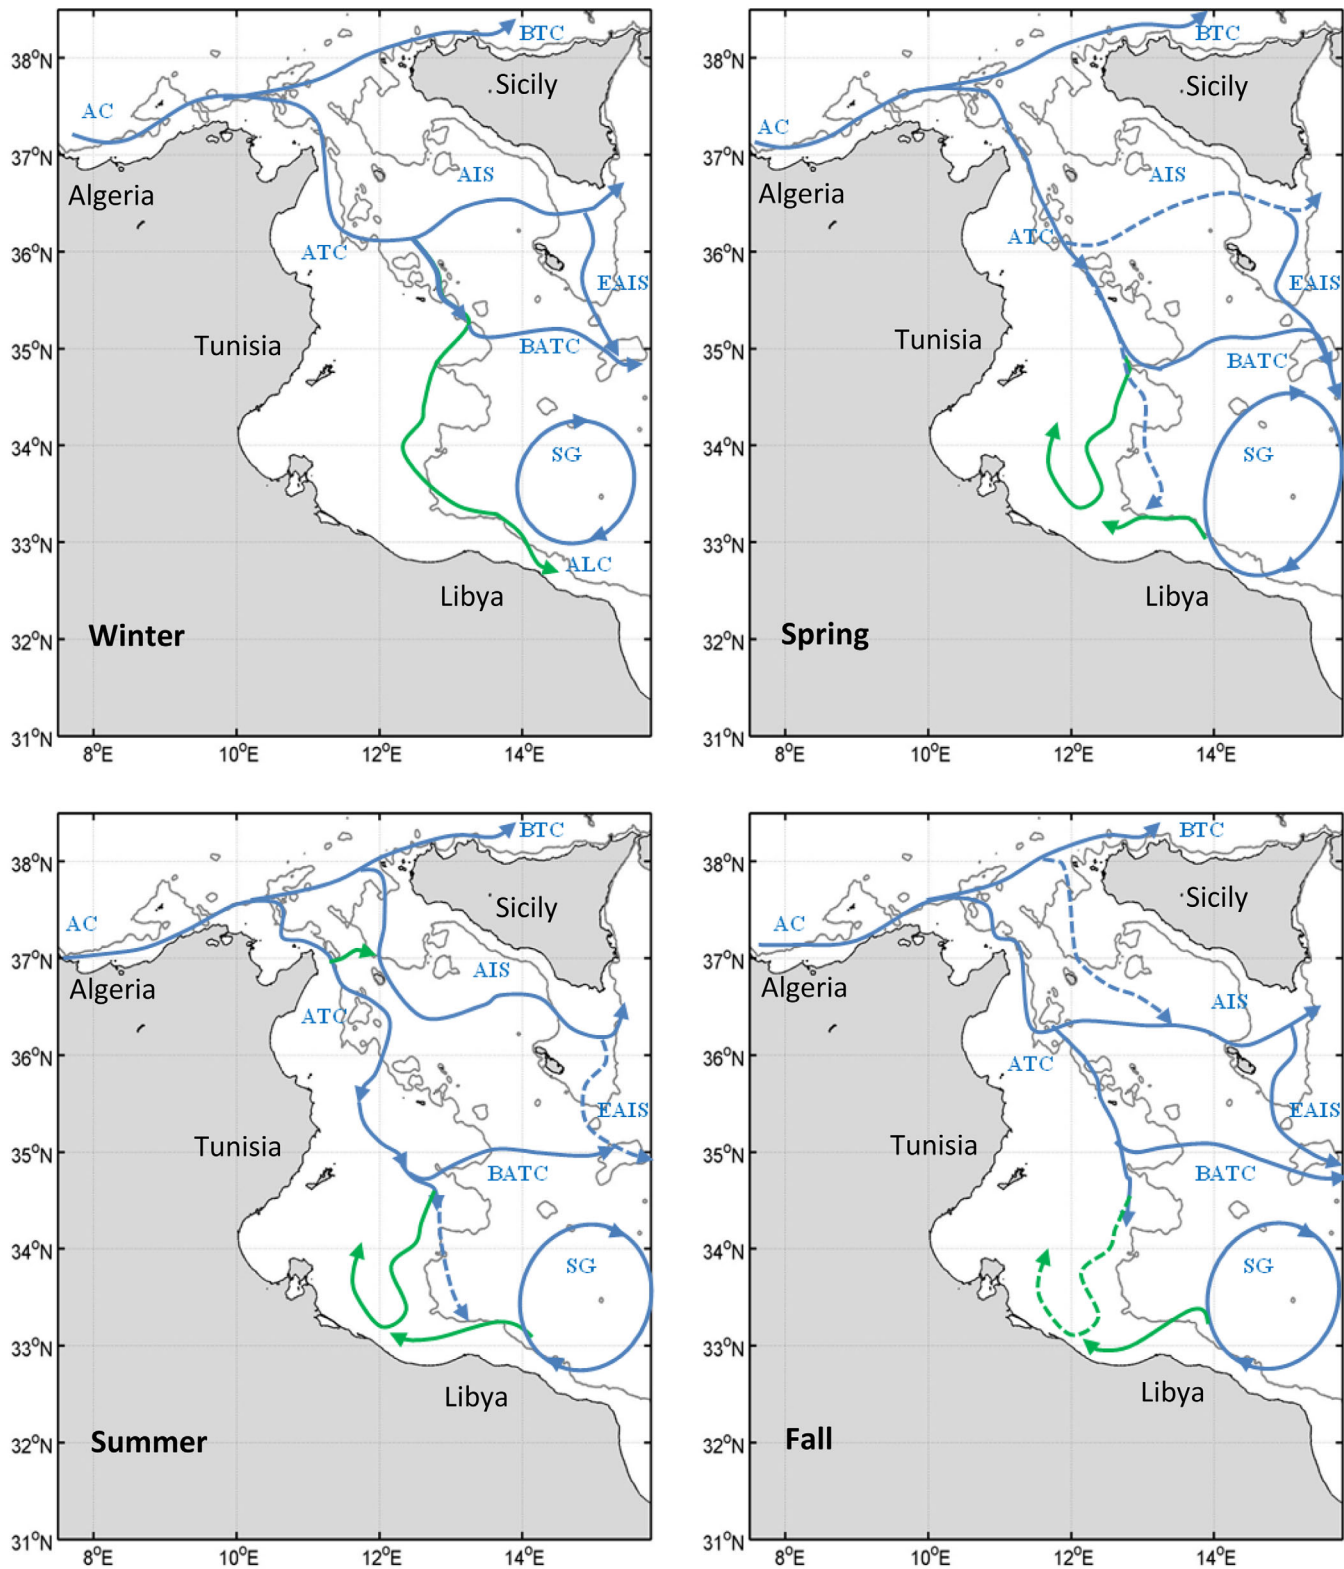 BTC
38°N
Sicily
AC
37°N
Algeria
AIS
36°N
ATC
EAIS
Tunisia
35°N
BATC
34°N
SG
33°N
ALC
Libya
Winter
32°N
31°N
8°E 10°E 12°E 14°E
BTC
38°N
Sicily
AC
37°N
Algeria
AIS
36°N
ATC
EAIS
Tunisia
35°N
BATC
34°N
SG
33°N
Libya
Spring
32°N
31°N
8°E 10°E 12°E 14°E
BTC
38°N
Sicily
AC
37°N
AIS
Algeria
ATC
36°N
EAIS
Tunisia
35°N
BATC
34°N
SG
33°N
Libya
Summer
32°N
31°N
8°E 10°E 12°E 14°E
BTC
38°N
Sicily
AC
37°N
Algeria
AIS
36°N
ATC
EAIS
Tunisia
35°N
BATC
34°N
SG
33°N
Libya
Fall
32°N
31°N
8°E 10°E 12°E 14°E